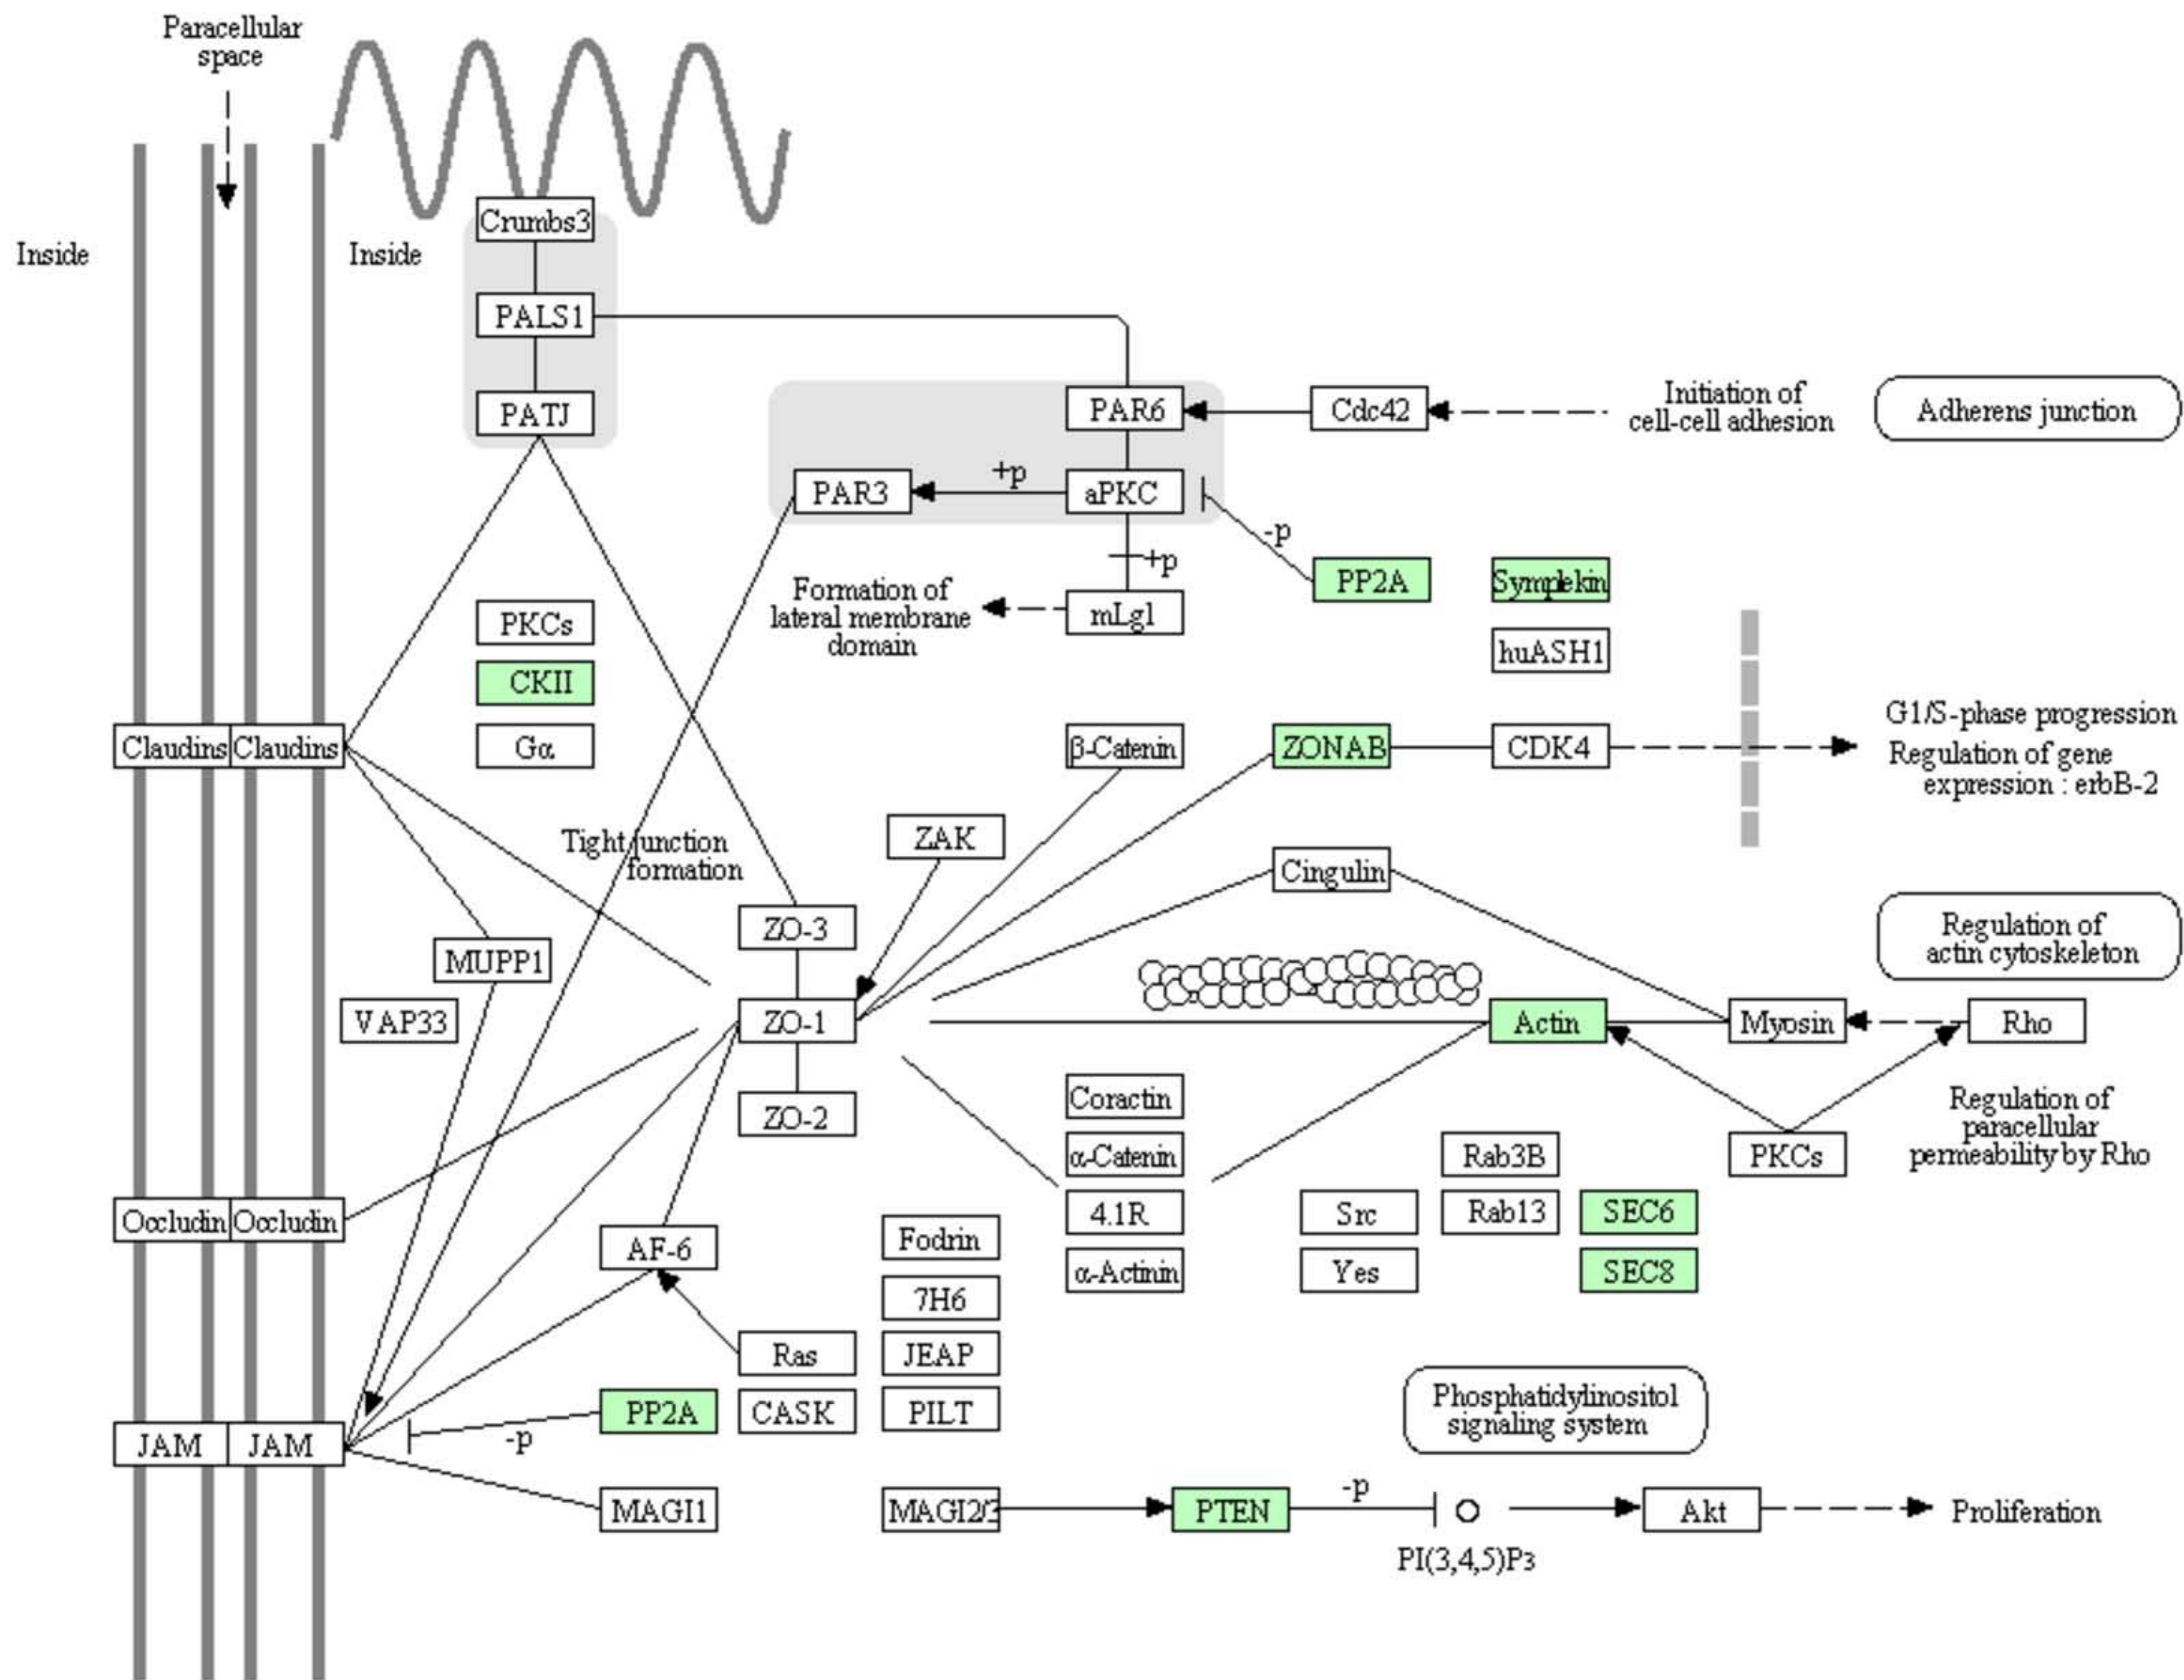 Paracellular
space
Inside
Inside
Crumbs3
PALS1
PATJ
PAR6
Cdc42
Initiation of
cell-cell adhesion
Adherens junction
PAR3
+p
aPKC
-p
+p
PP2A
Symplekin
Formation of
lateral membrane
domain
mLgl
huASH1
PKCs
CKII
Gα
Claudins
Claudins
β-Catenin
ZONAB
CDK4
G1/S-phase progression
Regulation of gene
expression : erbB-2
Tight junction
formation
ZAK
Cingulin
ZO-3
MUPP1
Regulation of
actin cytoskeleton
VAP33
ZO-1
Actin
Myosin
Rho
ZO-2
Coractin
α-Catenin
4.1R
α-Actinin
Rab3B
Rab13
PKCs
Regulation of
paracellular
permeability by Rho
Src
Yes
SEC6
SEC8
Occludin
Occludin
AF-6
Fodrin
7H6
JEAP
PILT
Ras
CASK
PP2A
-p
JAM
JAM
Phosphatidylinositol
signaling system
MAGI1
MAGI2/3
PTEN
-p
PI(3,4,5)P3
Akt
Proliferation